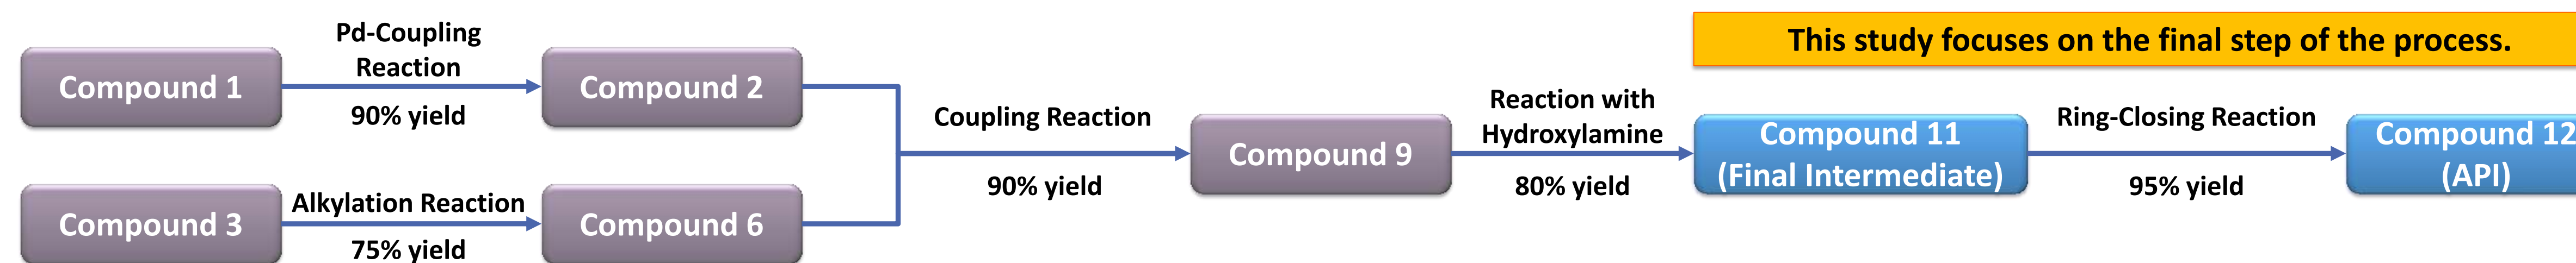 This study focuses on the final step of the process.
Compound 1
Pd-Coupling
Reaction
90% yield
Compound 2
Compound 3
Alkylation Reaction
75% yield
Compound 6
Coupling Reaction
90% yield
Compound 9
Reaction with
Hydroxylamine
80% yield
Compound 11
(Final Intermediate)
Ring-Closing Reaction
95% yield
Compound 12
(API)